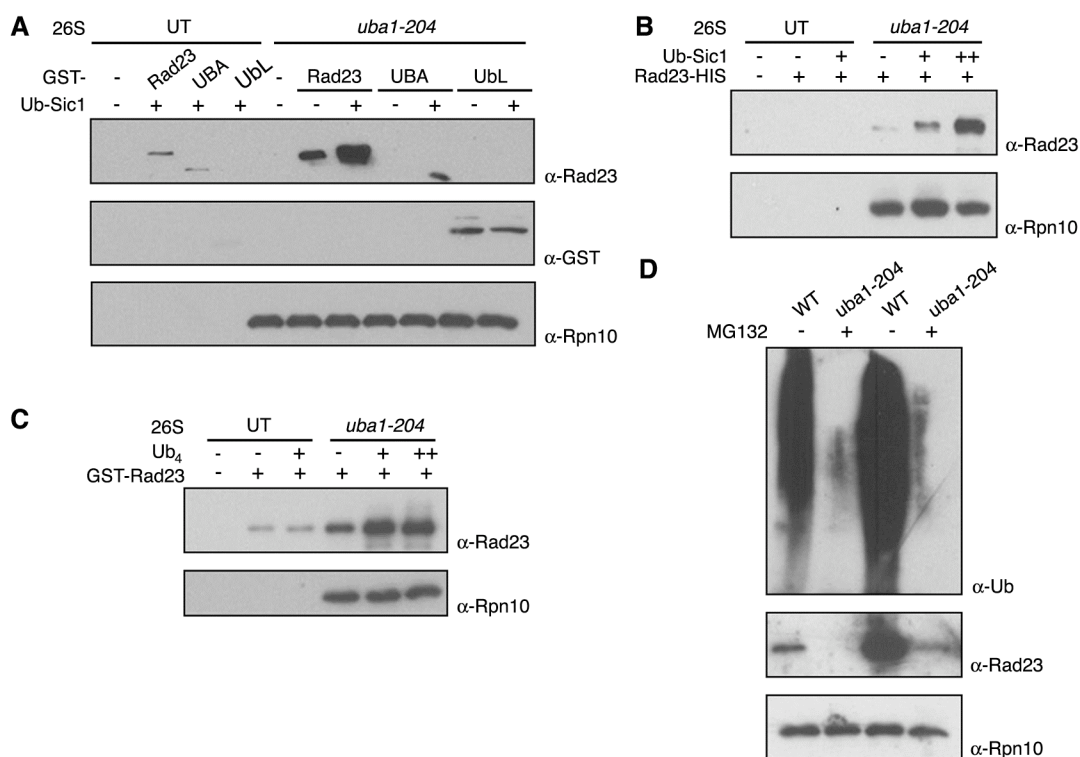 A
26S UT uba1-204
GST- - Rad23 UBA UbL - Rad23 UBA UbL
Ub-Sic1 - + + + - + - + - +
α-Rad23
α-GST
α-Rpn10
B
26S UT uba1-204
Ub-Sic1 - - + - + ++
Rad23-HIS - + + + + +
α-Rad23
α-Rpn10
C
26S UT uba1-204
Ub4 - - + - + ++
GST-Rad23 - + + + + +
α-Rad23
α-Rpn10
D
WT uba1-204 WT uba1-204
MG132 - + - +
α-Ub
α-Rad23
α-Rpn10